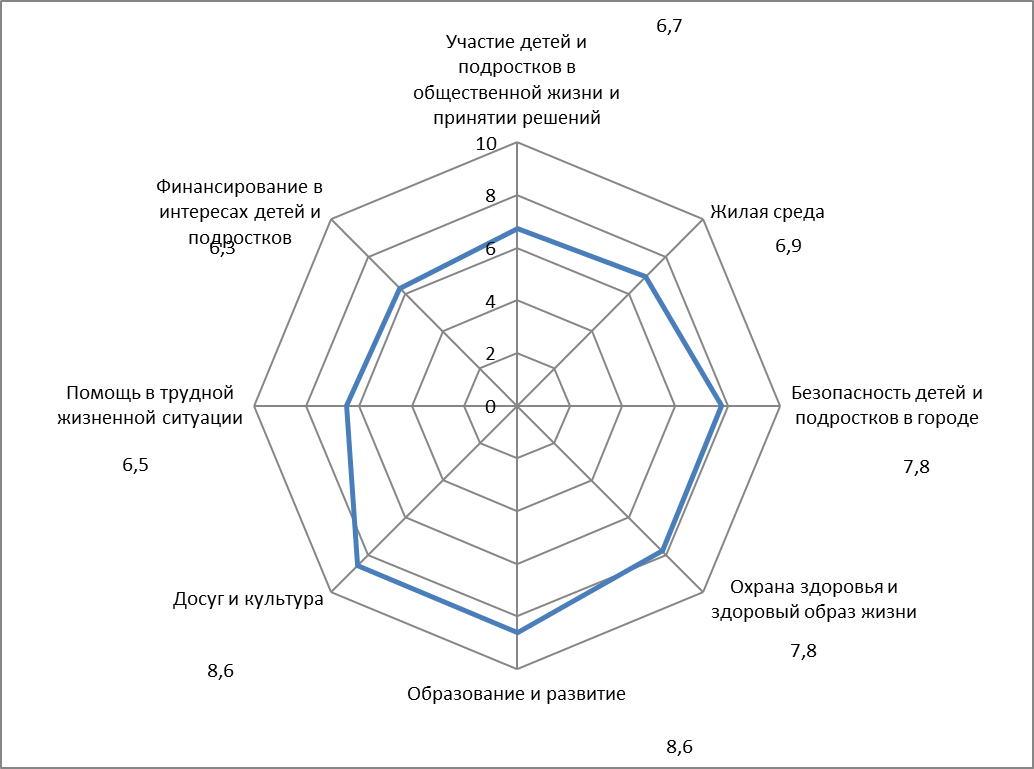 6,7
Участие детей и
подростков в
общественной жизни и
принятии решений
10
8
6
4
2
0
Жилая среда
6,9
Безопасность детей и
подростков в городе
7,8
Охрана здоровья и
здоровый образ жизни
7,8
Образование и развитие
8,6
Досуг и культура
8,6
Помощь в трудной
жизненной ситуации
6,5
Финансирование в
интересах детей и
подростков
6,3